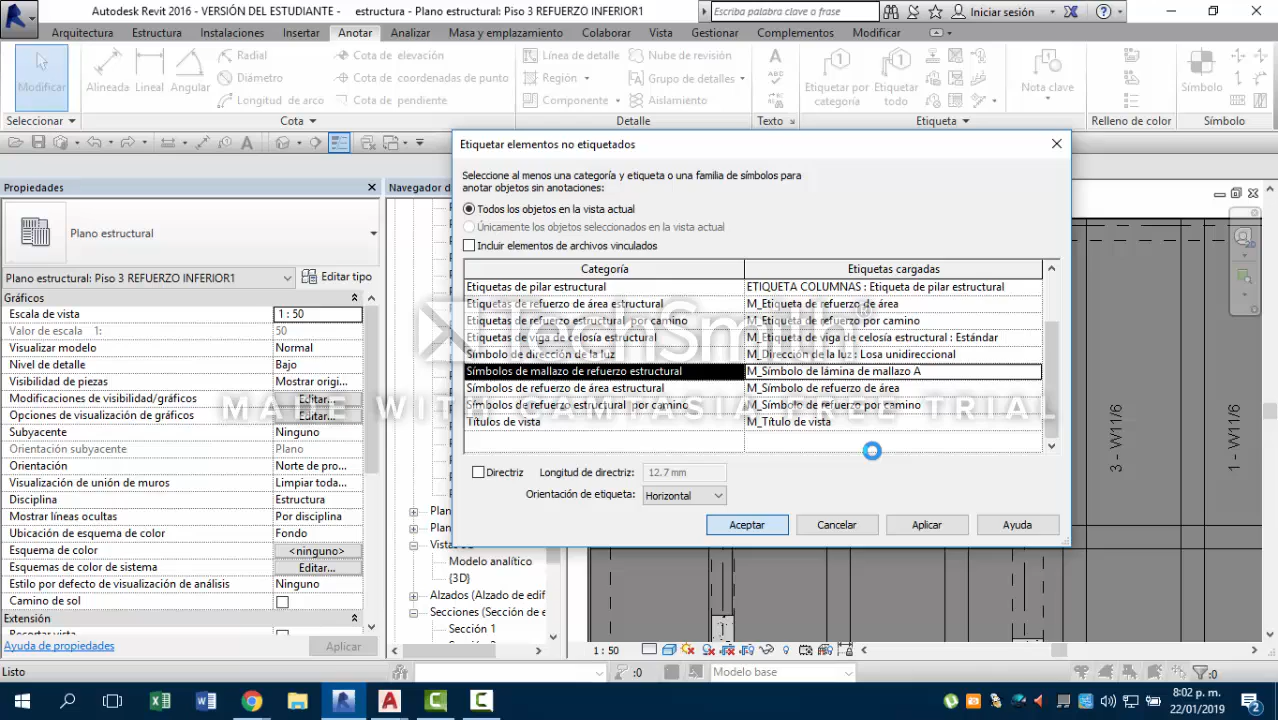 Autodesk Revit 2016 - VERSIÓN DEL ESTUDIANTE - estructura - Plano estructural: Piso 3 REFUERZO INFERIOR1
Escriba palabra clave o frase
Iniciar sesión
Arquitectura Estructura Instalaciones Insertar Anotar Analizar Masa y emplazamiento Colaborar Vista Gestionar Complementos Modificar
Modificar
Alineada Lineal Angular
Radial
Diámetro
Longitud de arco
Cota de elevación
Cota de coordenadas de punto
Cota de pendiente
Línea de detalle
Región
Componente
Nube de revisión
Grupo de detalles
Aislamiento
Etiqueta por categoría
Etiquetar todo
Nota clave
Símbolo
Seleccionar Cota Detalle Texto Etiqueta Relleno de color Símbolo
Propiedades
Plano estructural
Plano estructural: Piso 3 REFUERZO INFERIOR1
Editar tipo
Gráficos
Escala de vista 1 : 50
Valor de escala 1: 50
Visualizar modelo Normal
Nivel de detalle Bajo
Visibilidad de piezas Mostrar origi...
Modificaciones de visibilidad/gráficos Editar...
Opciones de visualización de gráficos Editar...
Subyacente Ninguno
Orientación subyacente Plano
Orientación Norte de pro...
Visualización de unión de muros Limpiar toda...
Disciplina Estructura
Mostrar líneas ocultas Por disciplina
Ubicación de esquema de color Fondo
Esquema de color <ninguno>
Esquemas de color de sistema Editar...
Estilo por defecto de visualización de análisis Ninguno
Camino de sol
Extensión
Ayuda de propiedades
Aplicar
Navegador de
Plan
Plan
Vistas
Modelo analítico
{3D}
Alzados (Alzado de edif
Secciones (Sección de e
Sección 1
Etiquetar elementos no etiquetados
Seleccione al menos una categoría y etiqueta o una familia de símbolos para
anotar objetos sin anotaciones:
Todos los objetos en la vista actual
Únicamente los objetos seleccionados en la vista actual
Incluir elementos de archivos vinculados
Categoría Etiquetas cargadas
Etiquetas de pilar estructural ETIQUETA COLUMNAS : Etiqueta de pilar estructural
Etiquetas de refuerzo de área estructural M_Etiqueta de refuerzo de área
Etiquetas de refuerzo estructural por camino M_Etiqueta de refuerzo por camino
Etiquetas de viga de celosía estructural M_Etiqueta de viga de celosía estructural : Estándar
Símbolo de dirección de la luz M_Dirección de la luz : Losa unidireccional
Símbolos de mallazo de refuerzo estructural M_Símbolo de lámina de mallazo A
Símbolos de refuerzo de área estructural M_Símbolo de refuerzo de área
Símbolos de refuerzo estructural por camino M_Símbolo de refuerzo por camino
Títulos de vista M_Título de vista
TechSmith®
MADE WITH CAMTASIA FREE TRIAL
Directriz Longitud de directriz: 12.7 mm
Orientación de etiqueta: Horizontal
Aceptar Cancelar Aplicar Ayuda
3 - W11/6
1 - W11/6
1 : 50
Listo
:0
Modelo base
:0
8:02 p. m.
22/01/2019
2